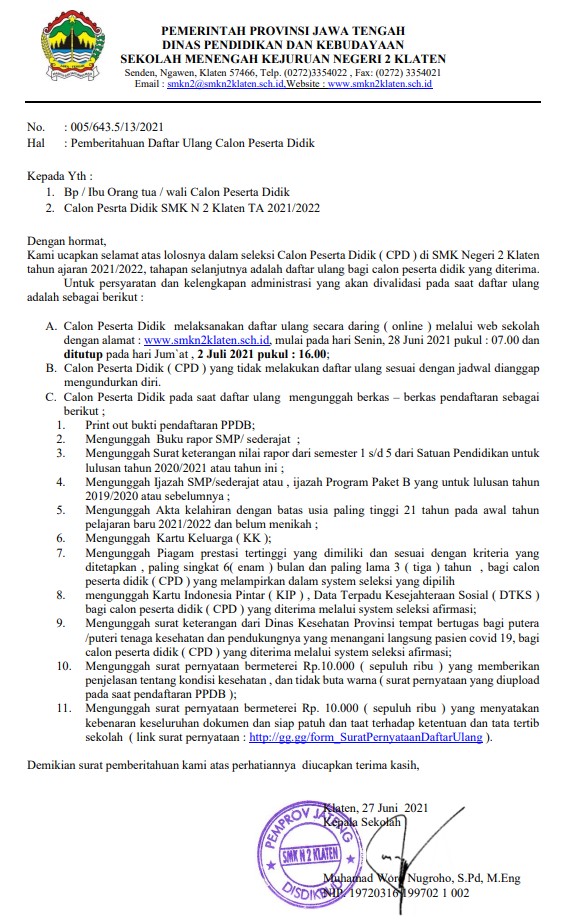 PEMERINTAH PROVINSI JAWA TENGAH
DINAS PENDIDIKAN DAN KEBUDAYAAN
SEKOLAH MENENGAH KEJURUAN NEGERI 2 KLATEN
Senden, Ngawen, Klaten 57466, Telp. (0272)3354022 , Fax: (0272) 3354021
Email : smkn2@smkn2klaten.sch.id,Website : www.smkn2klaten.sch.id
No. : 005/643.5/13/2021
Hal : Pemberitahuan Daftar Ulang Calon Peserta Didik
Kepada Yth :
1. Bp / Ibu Orang tua / wali Calon Peserta Didik
2. Calon Pesrta Didik SMK N 2 Klaten TA 2021/2022
Dengan hormat,
Kami ucapkan selamat atas lolosnya dalam seleksi Calon Peserta Didik ( CPD ) di SMK Negeri 2 Klaten
tahun ajaran 2021/2022, tahapan selanjutnya adalah daftar ulang bagi calon peserta didik yang diterima.
Untuk persyaratan dan kelengkapan administrasi yang akan divalidasi pada saat daftar ulang
adalah sebagai berikut :
A. Calon Peserta Didik melaksanakan daftar ulang secara daring ( online ) melalui web sekolah
dengan alamat : www.smkn2klaten.sch.id, mulai pada hari Senin, 28 Juni 2021 pukul : 07.00 dan
ditutup pada hari Jum`at , 2 Juli 2021 pukul : 16.00;
B. Calon Peserta Didik ( CPD ) yang tidak melakukan daftar ulang sesuai dengan jadwal dianggap
mengundurkan diri.
C. Calon Peserta Didik pada saat daftar ulang mengunggah berkas – berkas pendaftaran sebagai
berikut ;
1. Print out bukti pendaftaran PPDB;
2. Mengunggah Buku rapor SMP/ sederajat ;
3. Mengunggah Surat keterangan nilai rapor dari semester 1 s/d 5 dari Satuan Pendidikan untuk
lulusan tahun 2020/2021 atau tahun ini ;
4. Mengunggah Ijazah SMP/sederajat atau , ijazah Program Paket B yang untuk lulusan tahun
2019/2020 atau sebelumnya ;
5. Mengunggah Akta kelahiran dengan batas usia paling tinggi 21 tahun pada awal tahun
pelajaran baru 2021/2022 dan belum menikah ;
6. Mengunggah Kartu Keluarga ( KK );
7. Mengunggah Piagam prestasi tertinggi yang dimiliki dan sesuai dengan kriteria yang
ditetapkan , paling singkat 6( enam ) bulan dan paling lama 3 ( tiga ) tahun , bagi calon
peserta didik ( CPD ) yang melampirkan dalam system seleksi yang dipilih
8. mengunggah Kartu Indonesia Pintar ( KIP ) , Data Terpadu Kesejahteraan Sosial ( DTKS )
bagi calon peserta didik ( CPD ) yang diterima melalui system seleksi afirmasi;
9. Mengunggah surat keterangan dari Dinas Kesehatan Provinsi tempat bertugas bagi putera
/puteri tenaga kesehatan dan pendukungnya yang menangani langsung pasien covid 19, bagi
calon peserta didik ( CPD ) yang diterima melalui system seleksi afirmasi;
10. Mengunggah surat pernyataan bermeterei Rp.10.000 ( sepuluh ribu ) yang memberikan
penjelasan tentang kondisi kesehatan , dan tidak buta warna ( surat pernyataan yang diupload
pada saat pendaftaran PPDB );
11. Mengunggah surat pernyataan bermeterei Rp. 10.000 ( sepuluh ribu ) yang menyatakan
kebenaran keseluruhan dokumen dan siap patuh dan taat terhadap ketentuan dan tata tertib
sekolah ( link surat pernyataan : http://gg.gg/form_SuratPernyataanDaftarUlang ).
Demikian surat pemberitahuan kami atas perhatiannya diucapkan terima kasih,
Klaten, 27 Juni 2021
Kepala Sekolah
PEMPROV JATENG
SMK N 2 KLATEN
DISDIKBUD
Muhamad Woro Nugroho, S.Pd, M.Eng
NIP. 19720316 199702 1 002